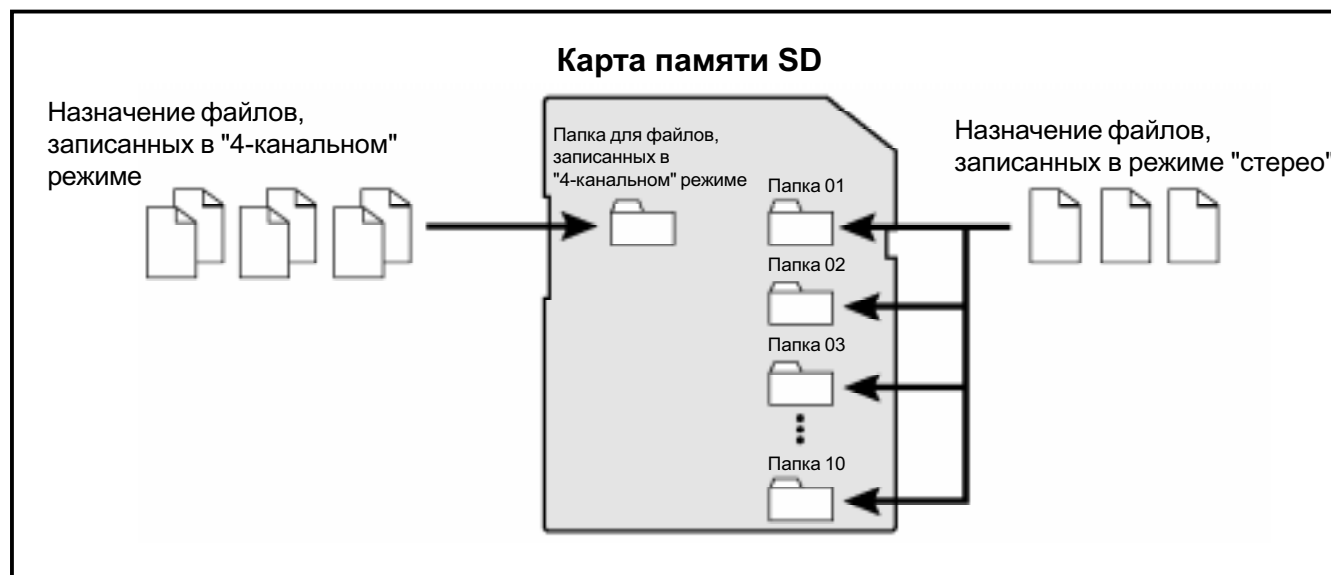 Карта памяти SD
Назначение файлов,
записанных в "4-канальном"
режиме
Папка для файлов,
записанных в
"4-канальном" режиме
Папка 01
Папка 02
Папка 03
Папка 10
Назначение файлов,
записанных в режиме "стерео"